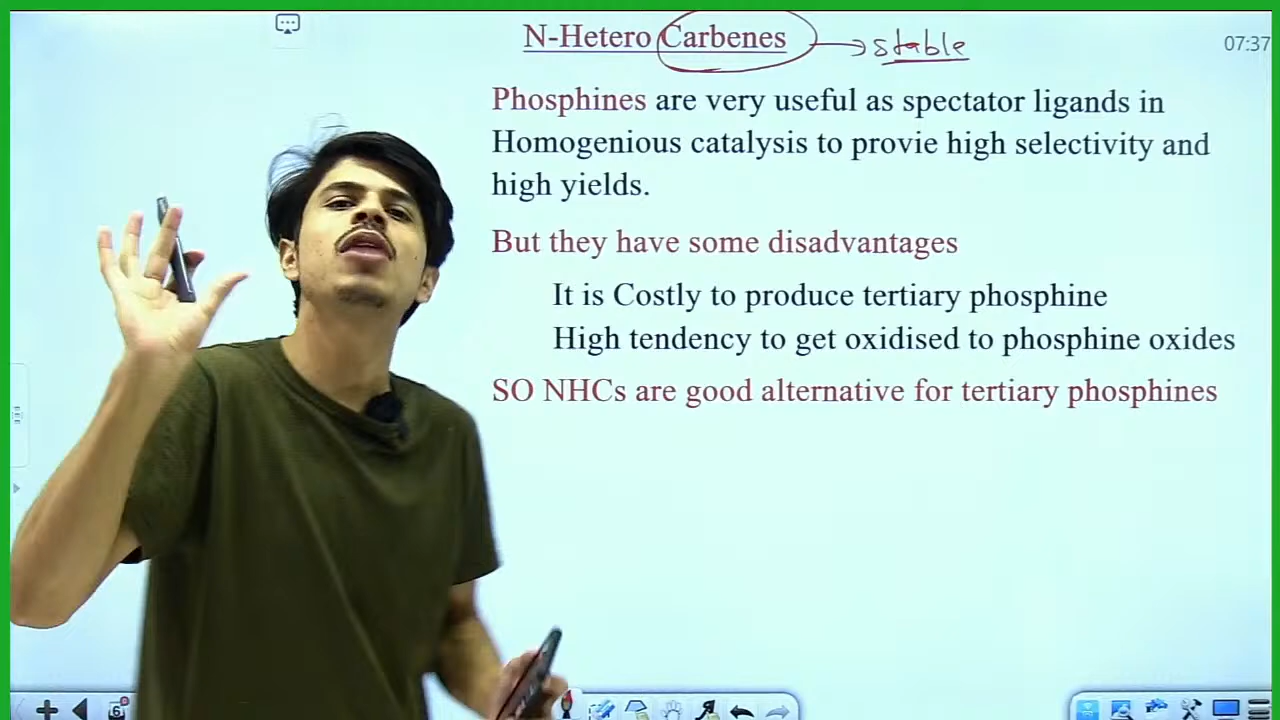 N-Hetero Carbenes → stable
07:37
Phosphines are very useful as spectator ligands in
Homogenious catalysis to provie high selectivity and
high yields.
But they have some disadvantages
It is Costly to produce tertiary phosphine
High tendency to get oxidised to phosphine oxides
SO NHCs are good alternative for tertiary phosphines